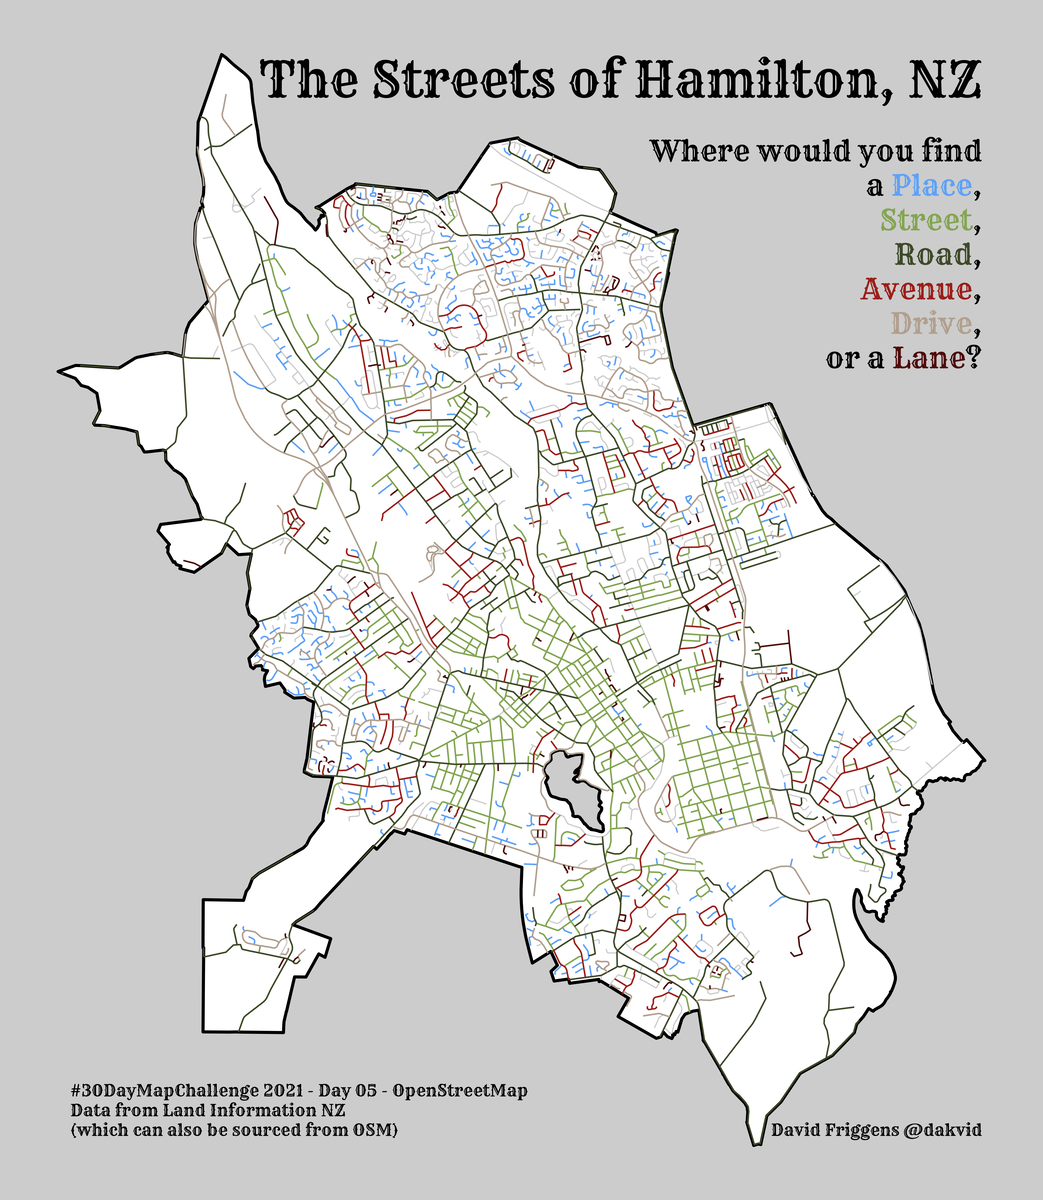 The Streets of Hamilton, NZ
Where would you find
a Place,
Street,
Road,
Avenue,
Drive,
or a Lane?
#30DayMapChallenge 2021 - Day 05 - OpenStreetMap
Data from Land Information NZ
(which can also be sourced from OSM)
David Friggens @dakvid